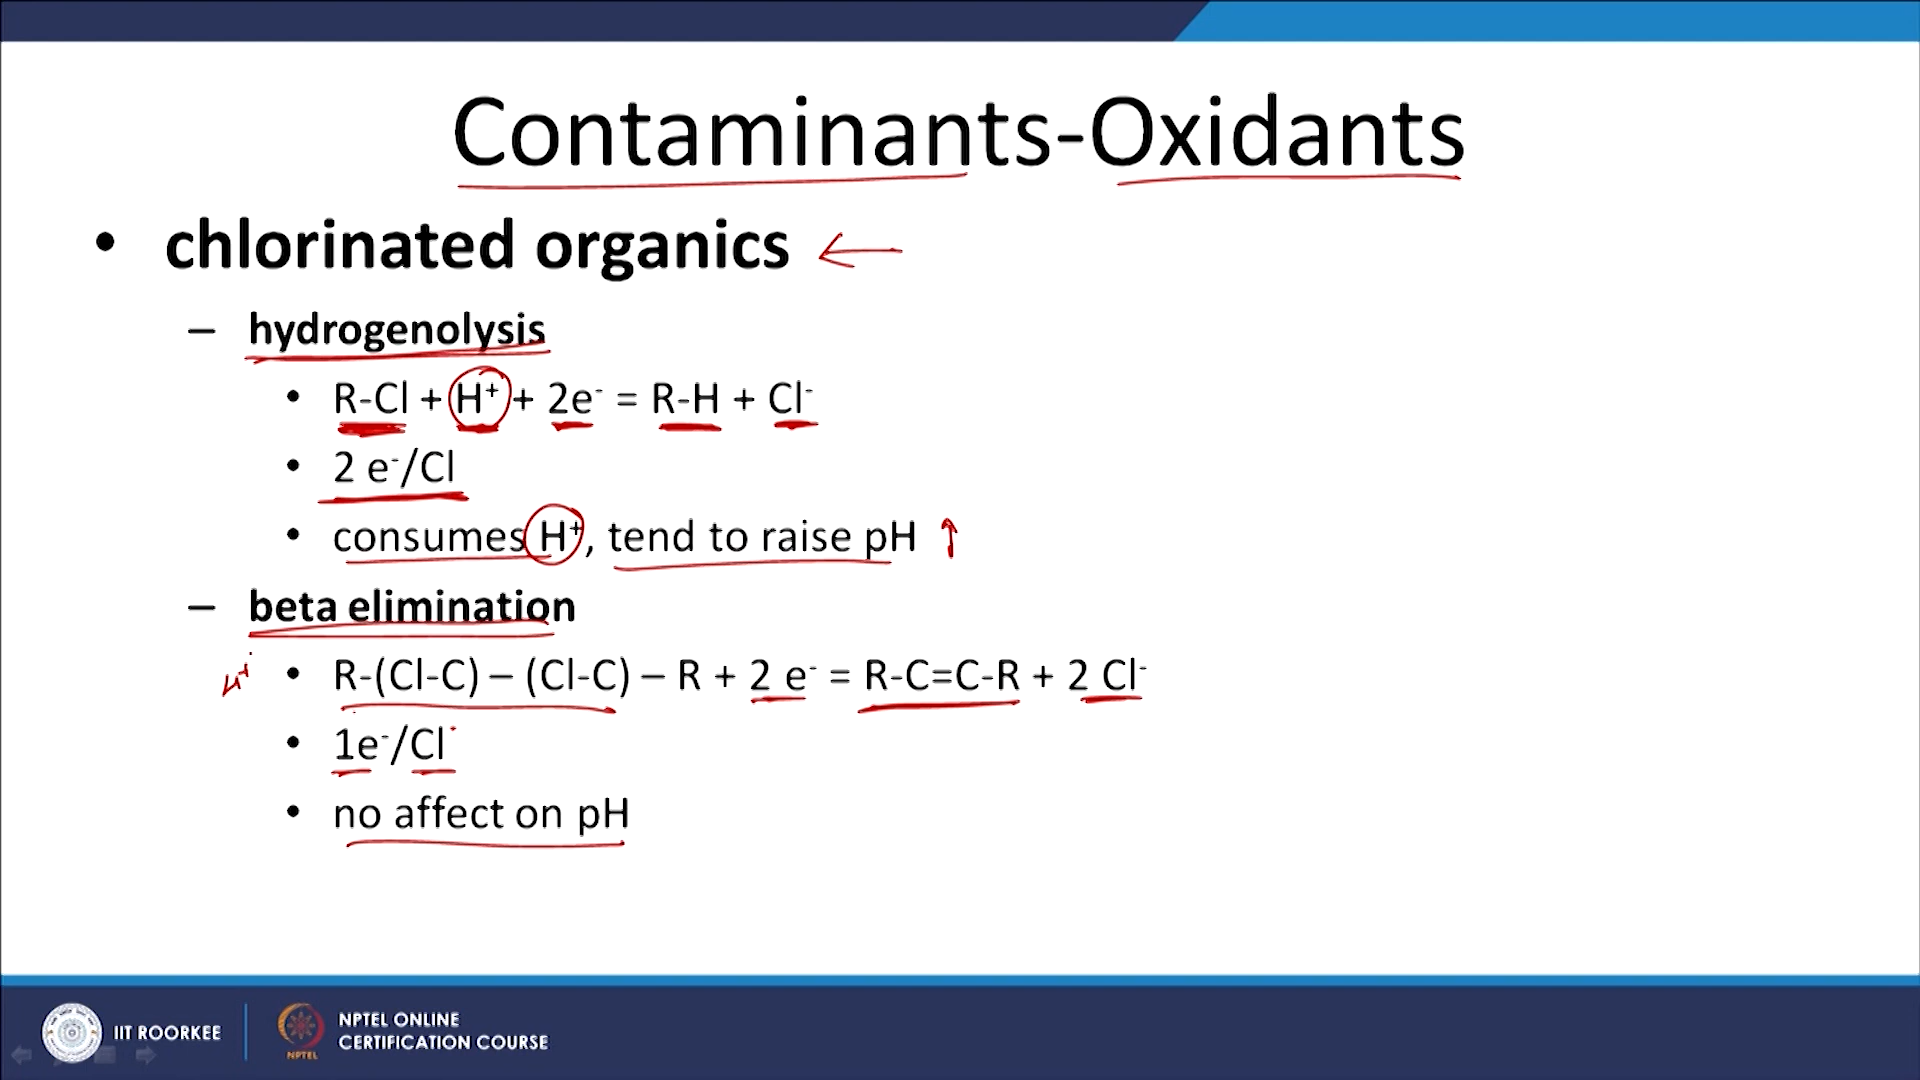 Contaminants-Oxidants
• chlorinated organics ←
– hydrogenolysis
• R-Cl + H⁺ + 2e⁻ = R-H + Cl⁻
• 2 e⁻/Cl
• consumes H⁺, tend to raise pH ↑
– beta elimination
H⁺ • R-(Cl-C) – (Cl-C) – R + 2 e⁻ = R-C=C-R + 2 Cl⁻
• 1e⁻/Cl
• no affect on pH
IIT ROORKEE
NPTEL
NPTEL ONLINE
CERTIFICATION COURSE